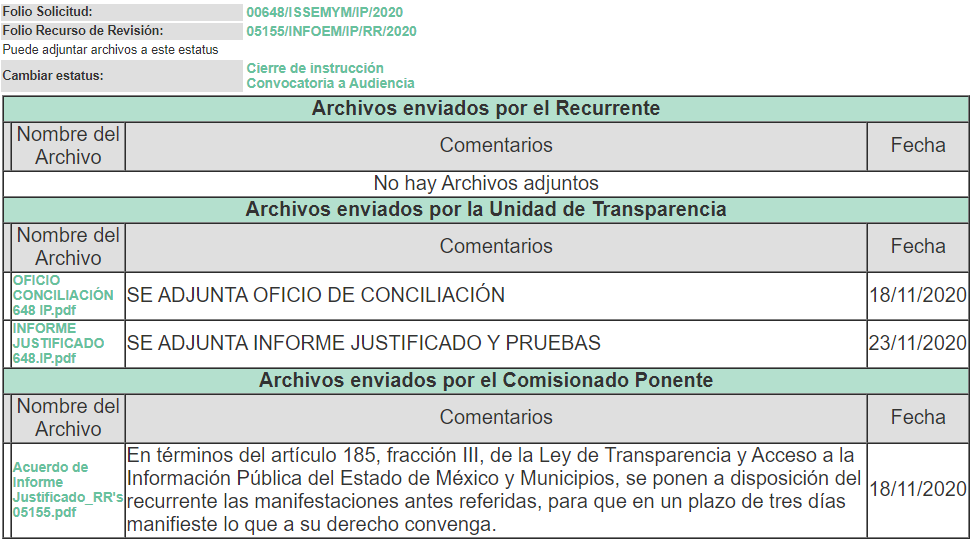 Folio Solicitud: 00648/ISSEMYM/IP/2020
Folio Recurso de Revisión: 05155/INFOEM/IP/RR/2020
Puede adjuntar archivos a este estatus
Cambiar estatus: Cierre de instrucción
Convocatoria a Audiencia
Archivos enviados por el Recurrente
Nombre del
Archivo
Comentarios
Fecha
No hay Archivos adjuntos
Archivos enviados por la Unidad de Transparencia
Nombre del
Archivo
Comentarios
Fecha
OFICIO
CONCILIACIÓN
648 IP.pdf
SE ADJUNTA OFICIO DE CONCILIACIÓN
18/11/2020
INFORME
JUSTIFICADO
648.IP.pdf
SE ADJUNTA INFORME JUSTIFICADO Y PRUEBAS
23/11/2020
Archivos enviados por el Comisionado Ponente
Nombre del
Archivo
Comentarios
Fecha
Acuerdo de
Informe
Justificado_RR's
05155.pdf
En términos del artículo 185, fracción III, de la Ley de Transparencia y Acceso a la
Información Pública del Estado de México y Municipios, se ponen a disposición del
recurrente las manifestaciones antes referidas, para que en un plazo de tres días
manifieste lo que a su derecho convenga.
18/11/2020